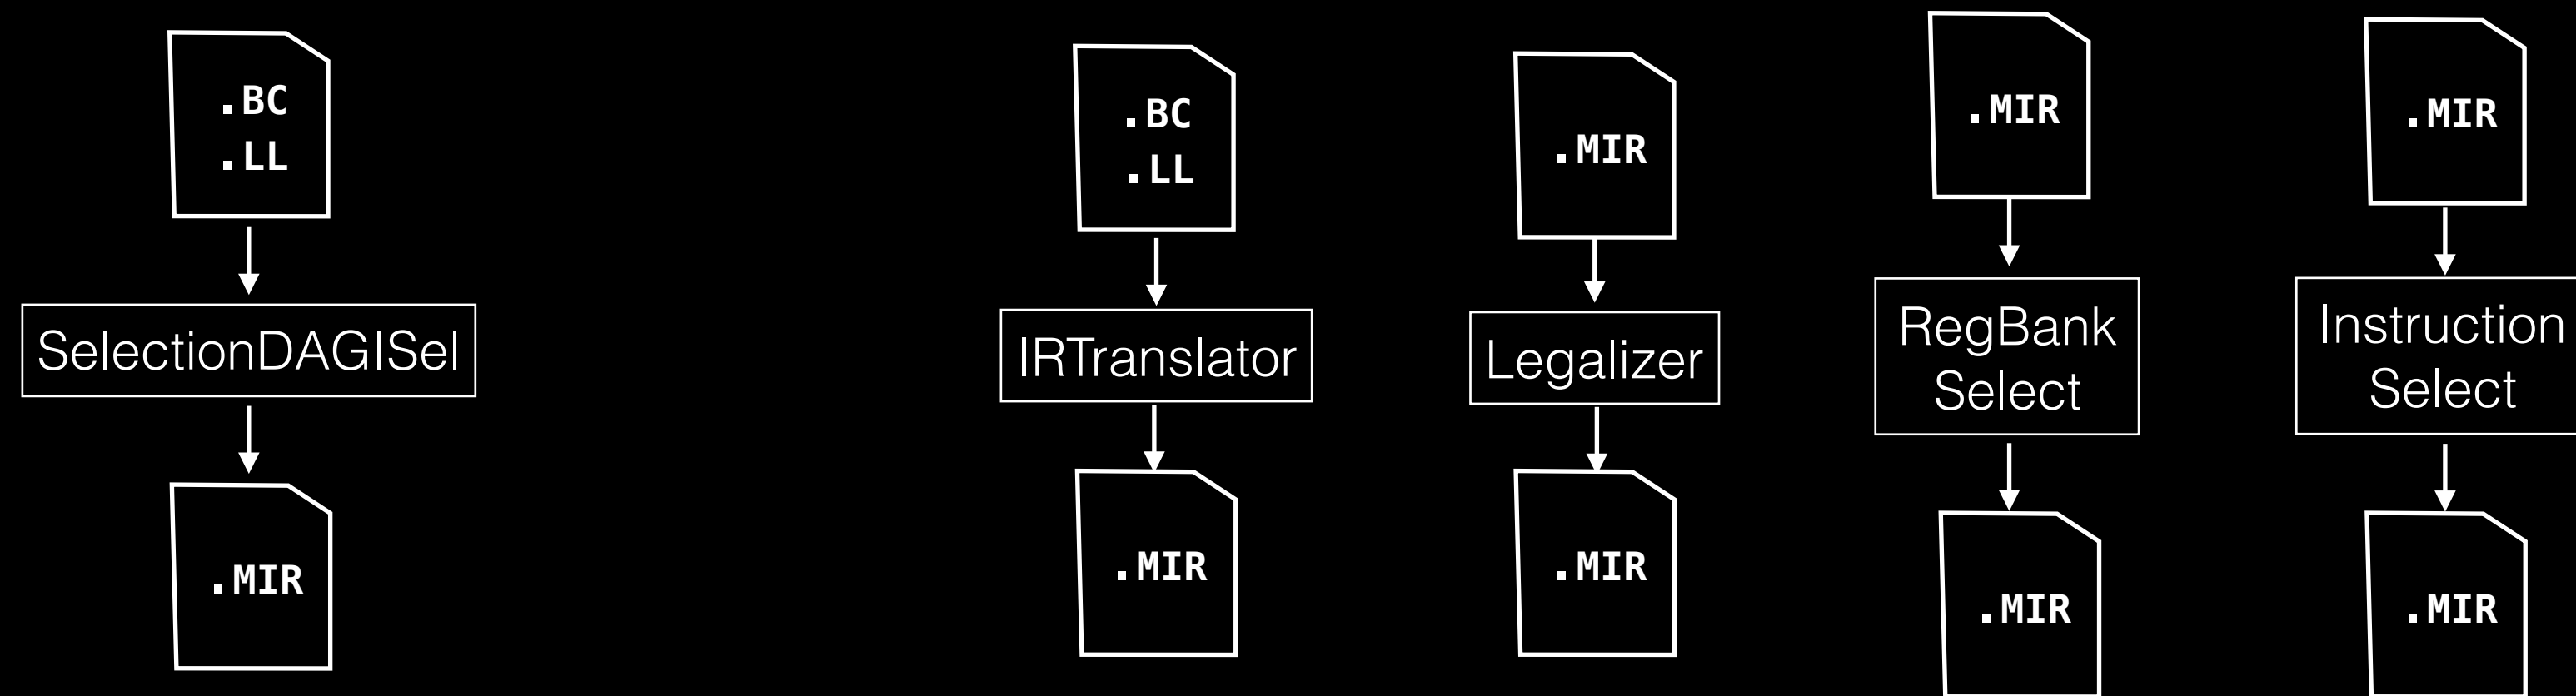 .BC
.LL
SelectionDAGISel
.MIR
.BC
.LL
IRTranslator
.MIR
.MIR
Legalizer
.MIR
.MIR
RegBank
Select
.MIR
.MIR
Instruction
Select
.MIR